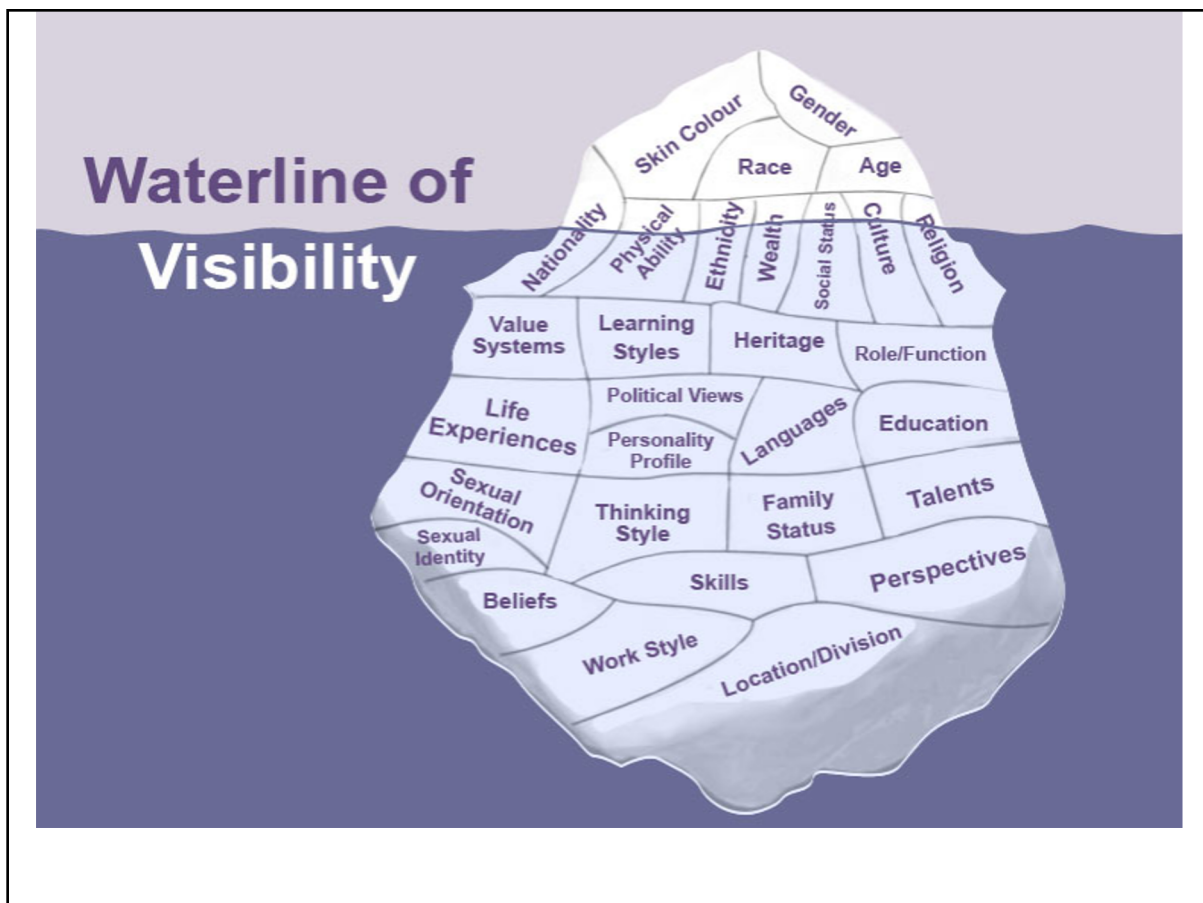 Waterline of
Visibility
Skin Colour
Gender
Race
Age
Nationality
Physical
Ability
Ethnicity
Wealth
Social Status
Culture
Religion
Value
Systems
Learning
Styles
Heritage
Role/Function
Life
Experiences
Political Views
Personality
Profile
Languages
Education
Sexual
Orientation
Sexual
Identity
Thinking
Style
Family
Status
Talents
Beliefs
Skills
Perspectives
Work Style
Location/Division